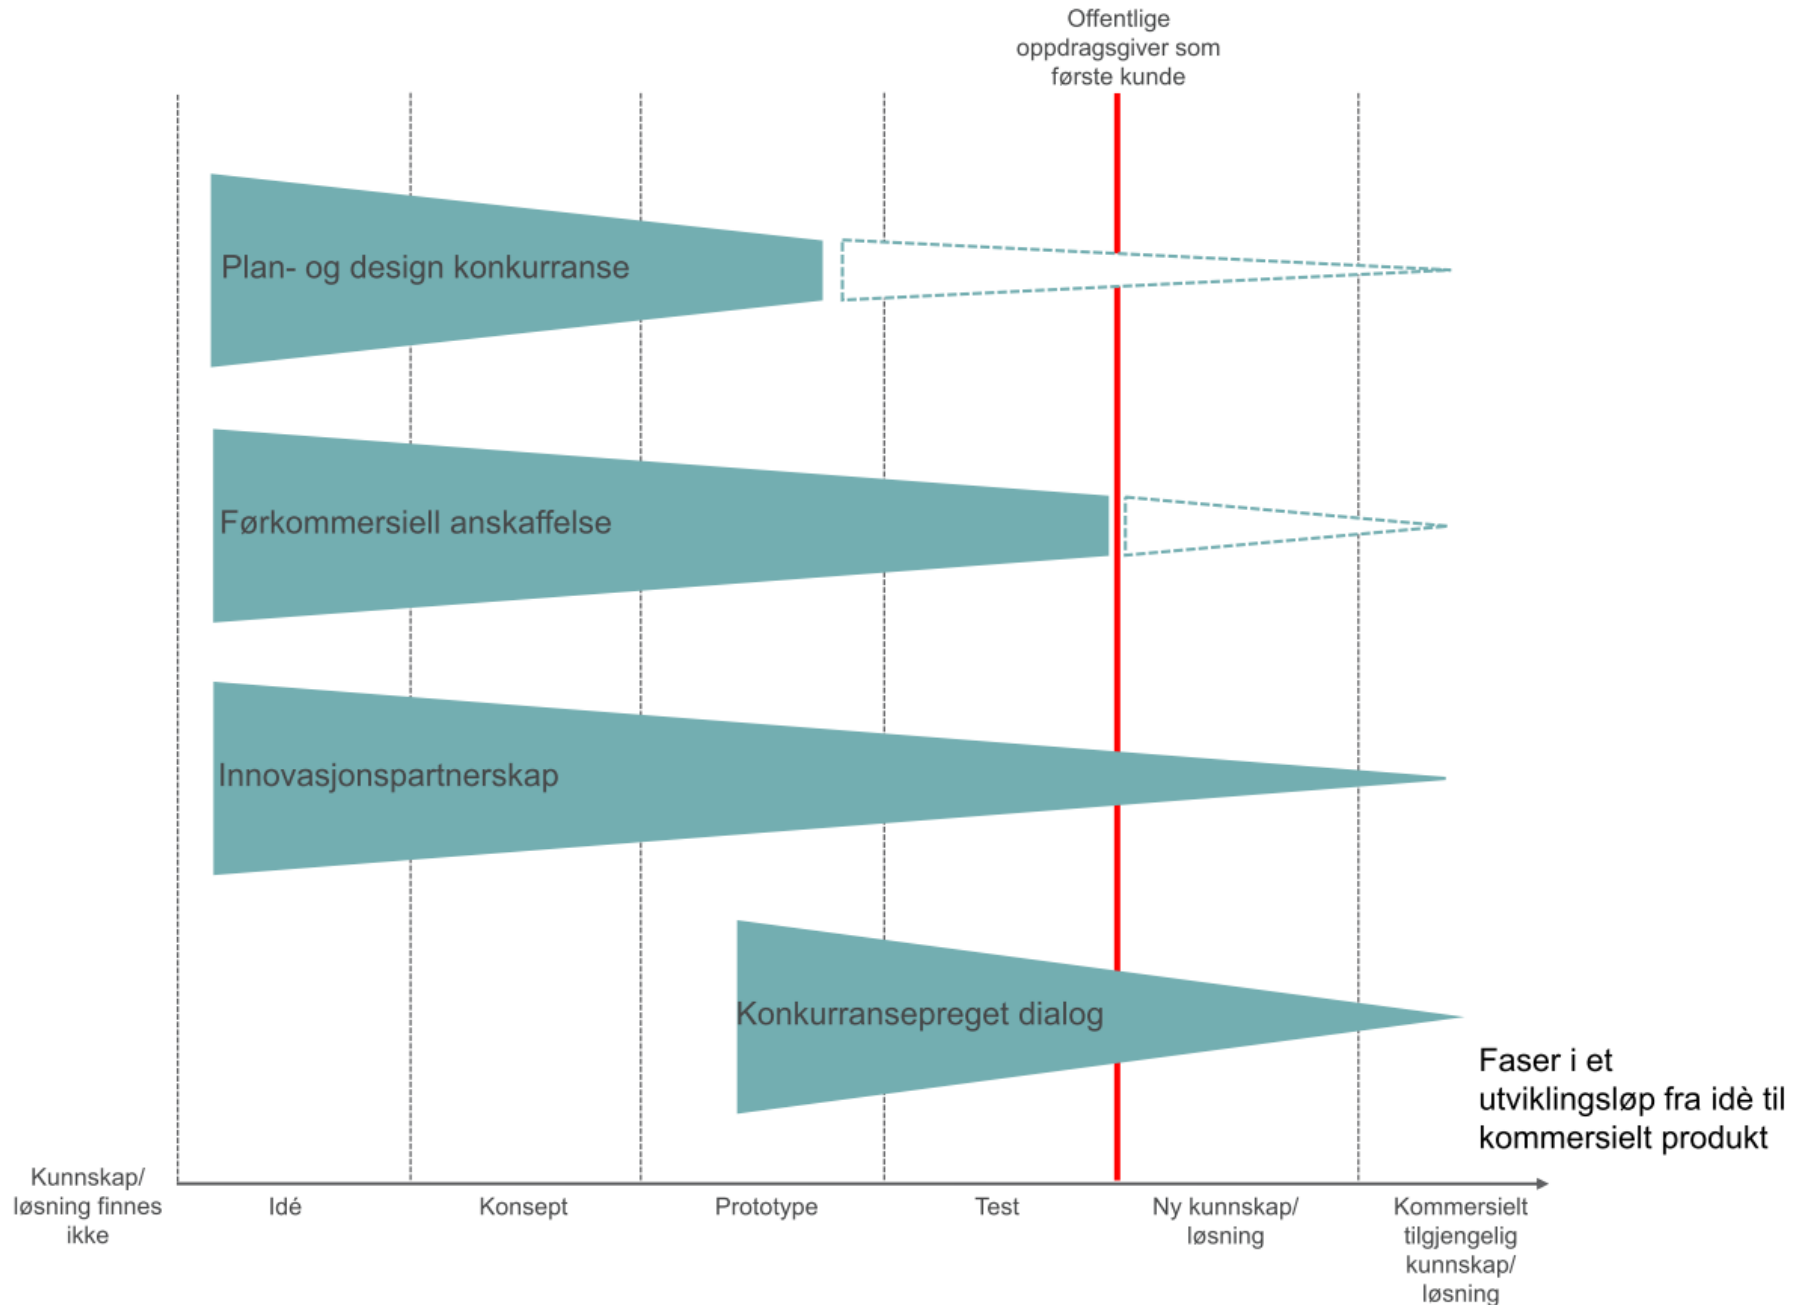 Offentlige
oppdragsgiver som
første kunde
Plan- og design konkurranse
Førkommersiell anskaffelse
Innovasjonspartnerskap
Konkurransepreget dialog
Faser i et
utviklingsløp fra idè til
kommersielt produkt
Kunnskap/
løsning finnes
ikke
Idé
Konsept
Prototype
Test
Ny kunnskap/
løsning
Kommersielt
tilgjengelig
kunnskap/
løsning